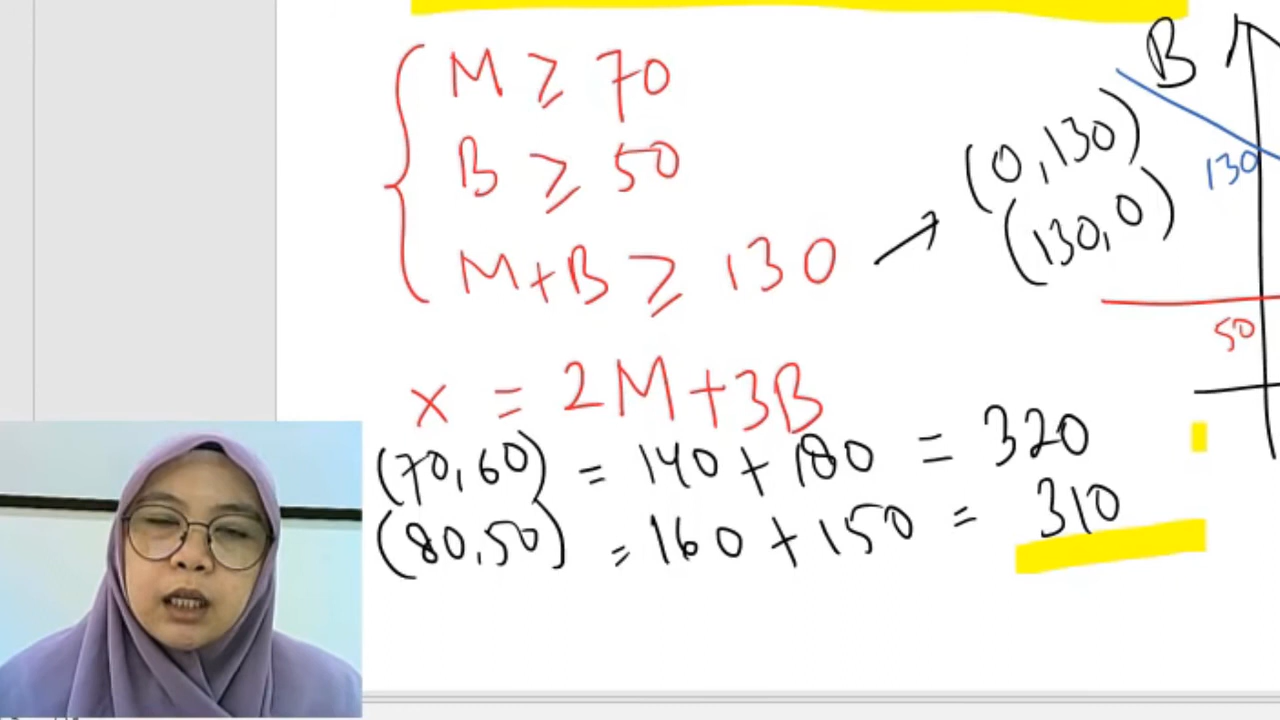 M ≥ 70
B ≥ 50
M+B ≥ 130
(0,130)
(130,0)
B
130
50
x = 2M+3B
(70,60) = 140 + 180 = 320
(80,50) = 160 + 150 = 310